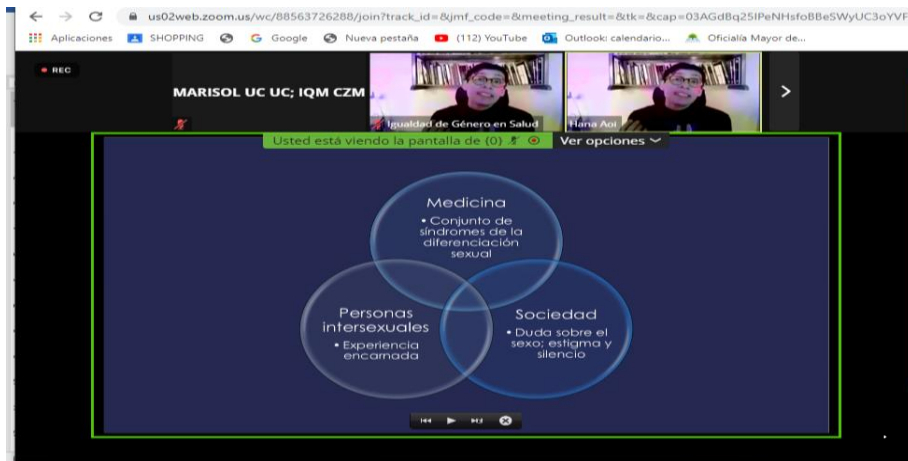 us02web.zoom.us/wc/88563726288/join?track_id=&jmf_code=&meeting_result=&tk=&cap=03AGdBq25IPeNHsfoBBeSWyUC3oYVF
Aplicaciones SHOPPING Google Nueva pestaña (112) YouTube Outlook: calendario... Oficialía Mayor de...
REC
MARISOL UC UC; IQM CZM
Igualdad de Género en Salud
Hana Aoi
Usted está viendo la pantalla de (0)
Ver opciones
Medicina
• Conjunto de
síndromes de la
diferenciación
sexual
Personas
intersexuales
• Experiencia
encarnada
Sociedad
• Duda sobre el
sexo; estigma y
silencio